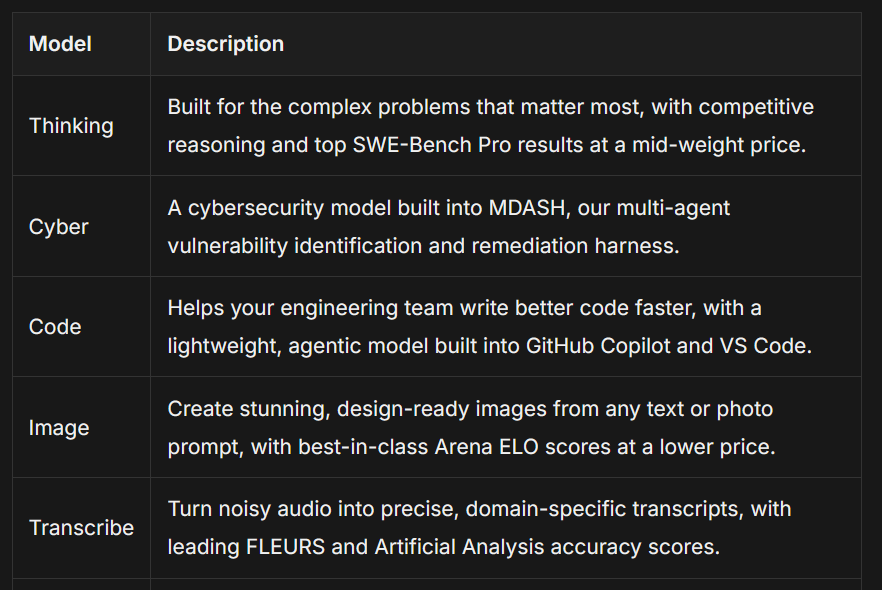 Model Description
Thinking
Built for the complex problems that matter most, with competitive
reasoning and top SWE-Bench Pro results at a mid-weight price.
Cyber
A cybersecurity model built into MDASH, our multi-agent
vulnerability identification and remediation harness.
Code
Helps your engineering team write better code faster, with a
lightweight, agentic model built into GitHub Copilot and VS Code.
Image
Create stunning, design-ready images from any text or photo
prompt, with best-in-class Arena ELO scores at a lower price.
Transcribe
Turn noisy audio into precise, domain-specific transcripts, with
leading FLEURS and Artificial Analysis accuracy scores.